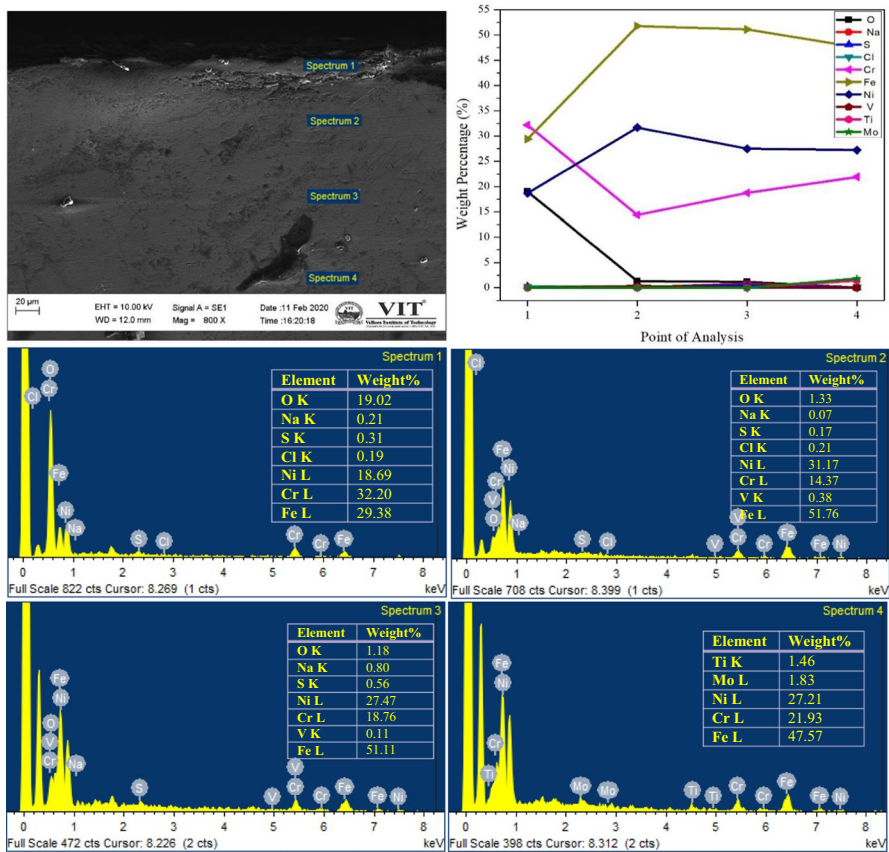 Spectrum 1
Spectrum 2
Spectrum 3
Spectrum 4
20 µm
EHT = 10.00 kV Signal A = SE1 Date :11 Feb 2020
WD = 12.0 mm Mag = 800 X Time :16:20:18
VIT
Vellore Institute of Technology
55
50
45
40
35
30
25
20
15
10
5
0
Weight Percentage (%)
O
Na
S
Cl
Cr
Fe
Ni
V
Ti
Mo
1 2 3 4
Point of Analysis
Spectrum 1
O
Cr
Cl
Fe
Ni
Na
S Cl Cr Cr Fe
Element Weight%
O K 19.02
Na K 0.21
S K 0.31
Cl K 0.19
Ni L 18.69
Cr L 32.20
Fe L 29.38
0 1 2 3 4 5 6 7 8
Full Scale 822 cts Cursor: 8.269 (1 cts) keV
Spectrum 2
Cl
Fe
Ni
Cr
V
O Na
S Cl V V Cr Cr Fe Fe Ni
Element Weight%
O K 1.33
Na K 0.07
S K 0.17
Cl K 0.21
Ni L 31.17
Cr L 14.37
V K 0.38
Fe L 51.76
0 1 2 3 4 5 6 7 8
Full Scale 708 cts Cursor: 8.399 (1 cts) keV
Spectrum 3
Fe
Ni
O
V
Cr Na
S V V Cr Cr Fe Fe Ni
Element Weight%
O K 1.18
Na K 0.80
S K 0.56
Ni L 27.47
Cr L 18.76
V K 0.11
Fe L 51.11
0 1 2 3 4 5 6 7 8
Full Scale 472 cts Cursor: 8.226 (2 cts) keV
Spectrum 4
Fe
Ni
Cr
Ti
Mo Mo Ti Ti Cr Cr Fe Fe Ni
Element Weight%
Ti K 1.46
Mo L 1.83
Ni L 27.21
Cr L 21.93
Fe L 47.57
0 1 2 3 4 5 6 7 8
Full Scale 398 cts Cursor: 8.312 (2 cts) keV